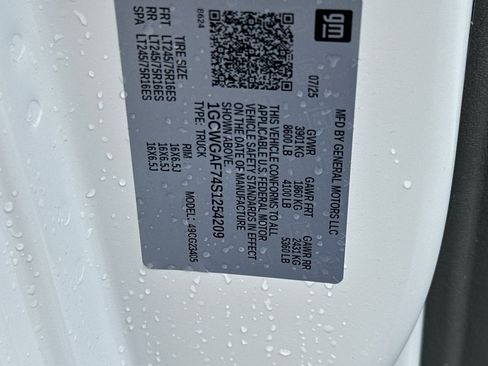 gm
MFD BY GENERAL MOTORS LLC
07/25
GVWR
GAWR FRT
GAWR RR
3901 KG
1860 KG
2431 KG
8600 LB
4100 LB
5360 LB
THIS VEHICLE CONFORMS TO ALL
APPLICABLE U.S. FEDERAL MOTOR
VEHICLE SAFETY STANDARDS IN EFFECT
ON THE DATE OF MANUFACTURE
SHOWN ABOVE.
1GCWGAF74S1254209
TYPE: TRUCK
MODEL: 49CG23405
B624
TIRE SIZE
RIM
FRT LT245/75R16ES
16X6.5J
RR LT245/75R16ES
16X6.5J
SPA LT245/75R16ES
16X6.5J